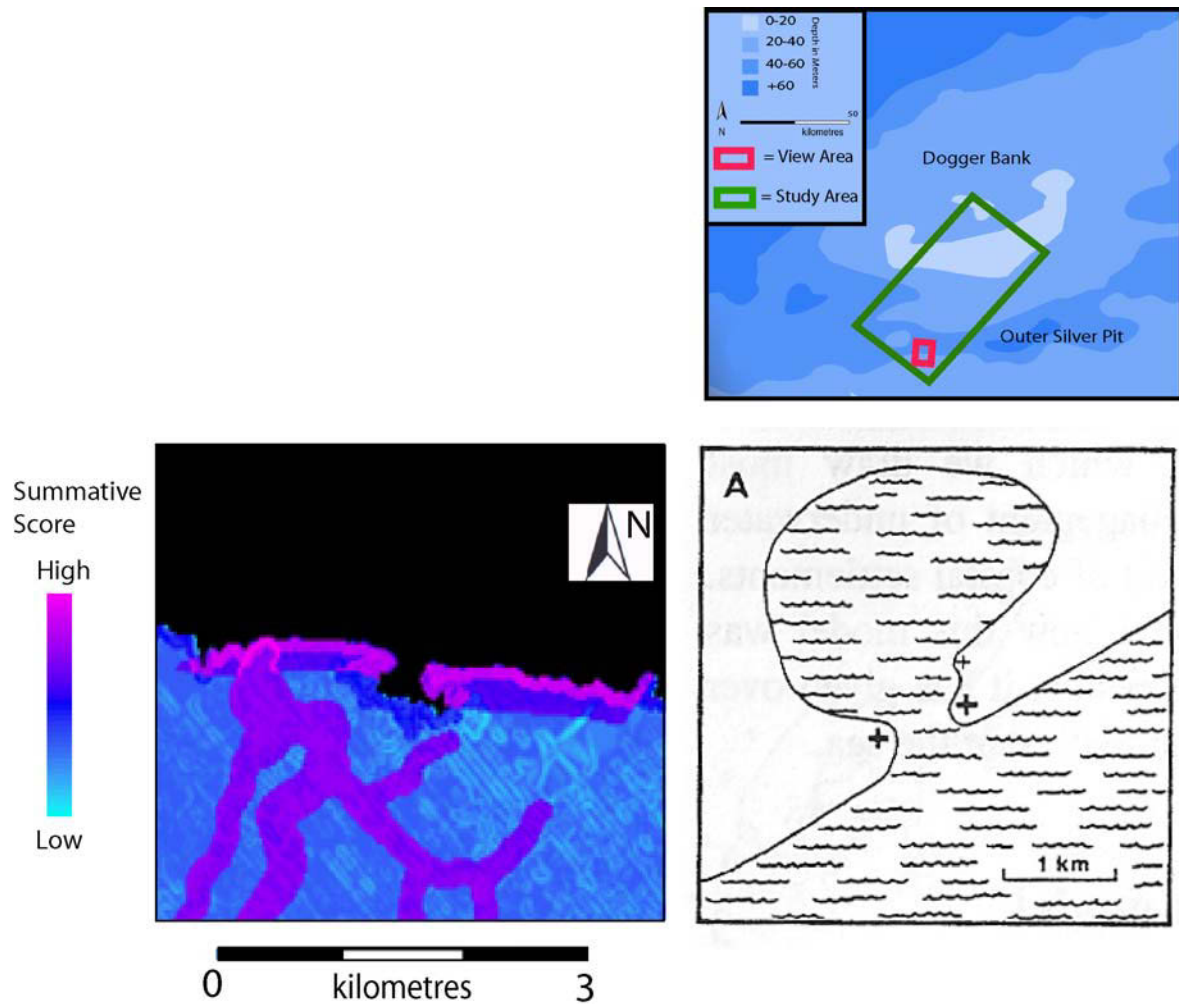 0-20
20-40
40-60
+60
Depth in Meters
50
N
kilometres
= View Area
= Study Area
Dogger Bank
Outer Silver Pit
Summative
Score
High
Low
N
0
kilometres
3
A
1 km